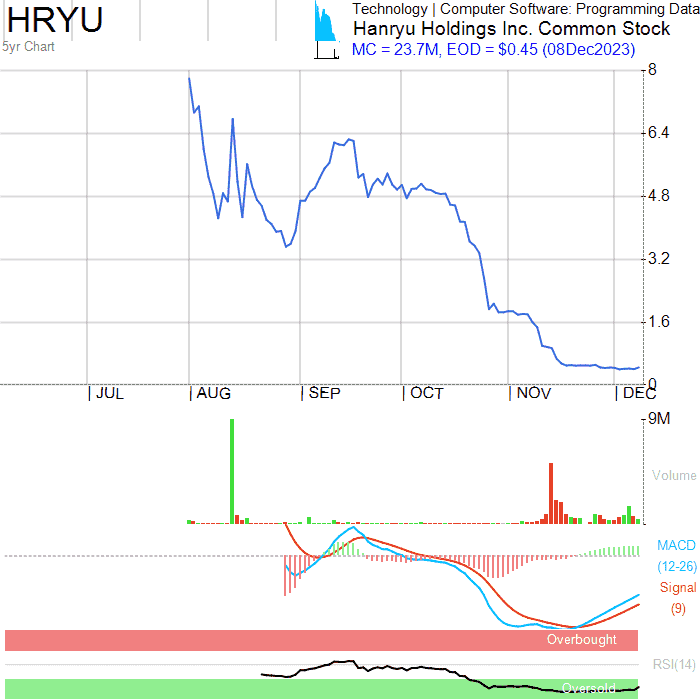 HRYU
5yr Chart
Technology | Computer Software: Programming Data
Hanryu Holdings Inc. Common Stock
MC = 23.7M, EOD = $0.45 (08Dec2023)
8
6.4
4.8
3.2
1.6
0
JUL AUG SEP OCT NOV DEC
9M
Volume
MACD
(12-26)
Signal
(9)
Overbought
RSI(14)
Oversold